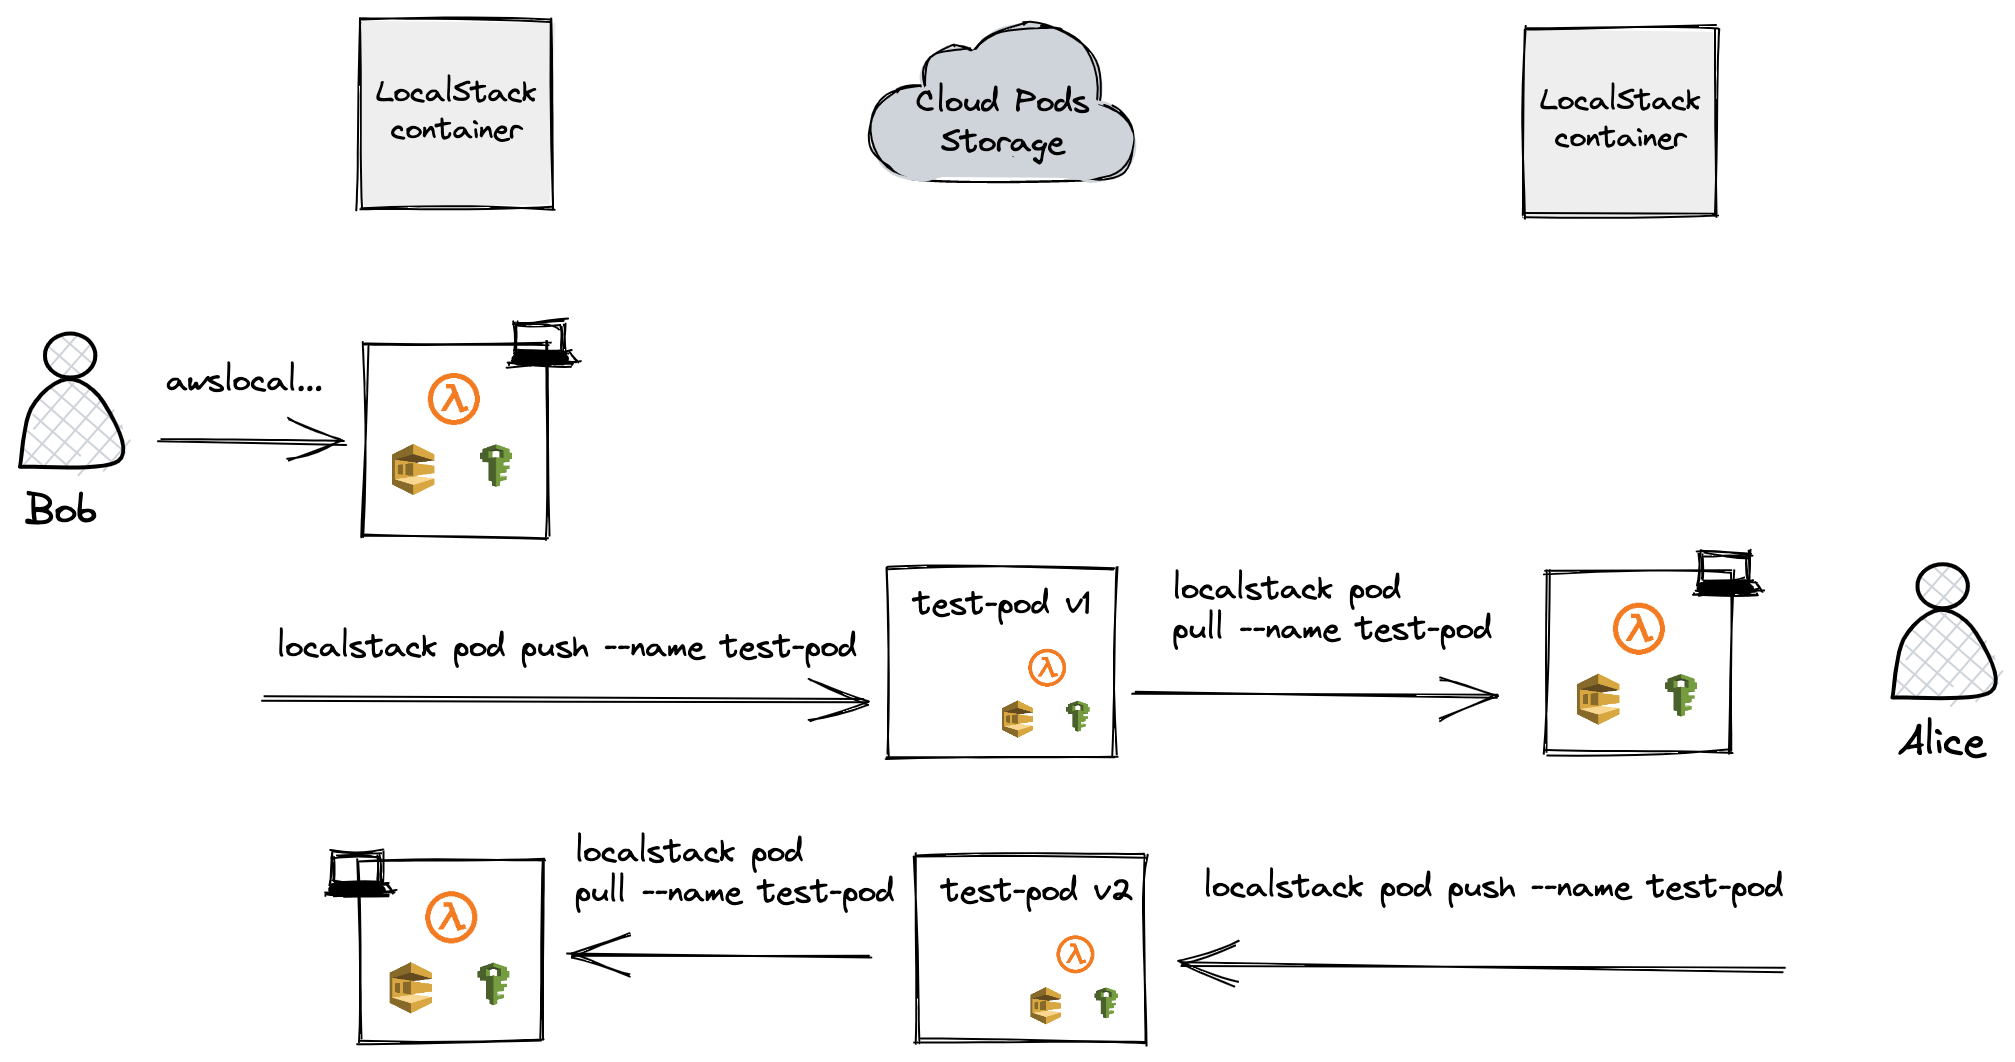 LocalStack
container
Cloud Pods
Storage
LocalStack
container
awslocal...
Bob
localstack pod push --name test-pod
test-pod v1
localstack pod
pull --name test-pod
Alice
localstack pod
pull --name test-pod
test-pod v2
localstack pod push --name test-pod